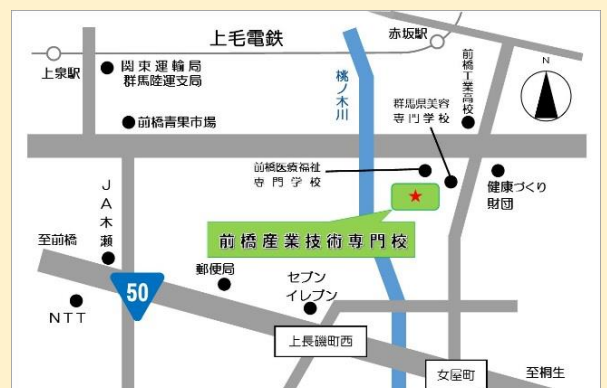 上毛電鉄
赤坂駅
上泉駅
関東運輸局
群馬陸運支局
桃ノ木川
前橋工業高校
N
群馬県美容
専門学校
前橋青果市場
前橋医療福祉
専門学校
健康づくり
財団
JA木瀬
前橋産業技術専門校
至前橋
郵便局
セブン
イレブン
50
NTT
上長磯町西
女屋町
至桐生